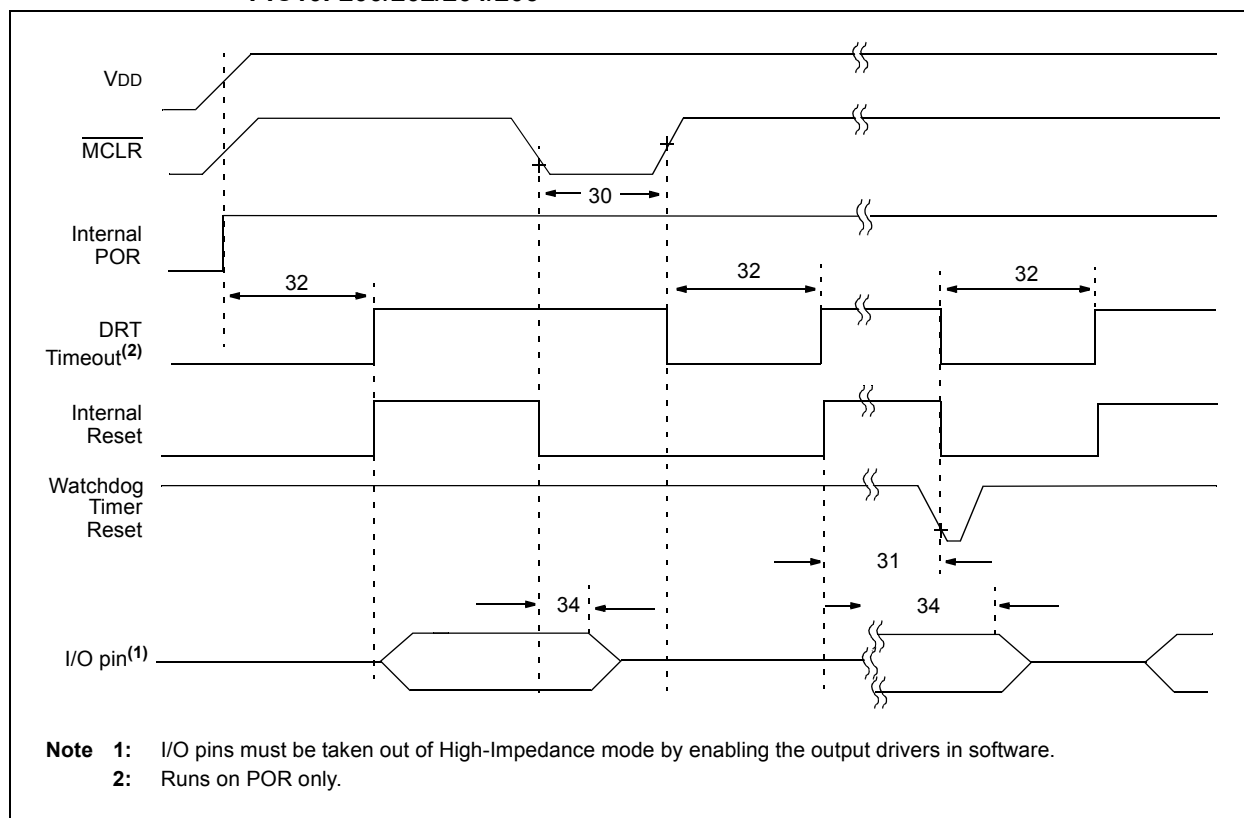 VDD
MCLR
30
Internal
POR
32
32
32
DRT
Timeout(2)
Internal
Reset
Watchdog
Timer
Reset
31
34
34
I/O pin(1)
Note 1: I/O pins must be taken out of High-Impedance mode by enabling the output drivers in software.
2: Runs on POR only.